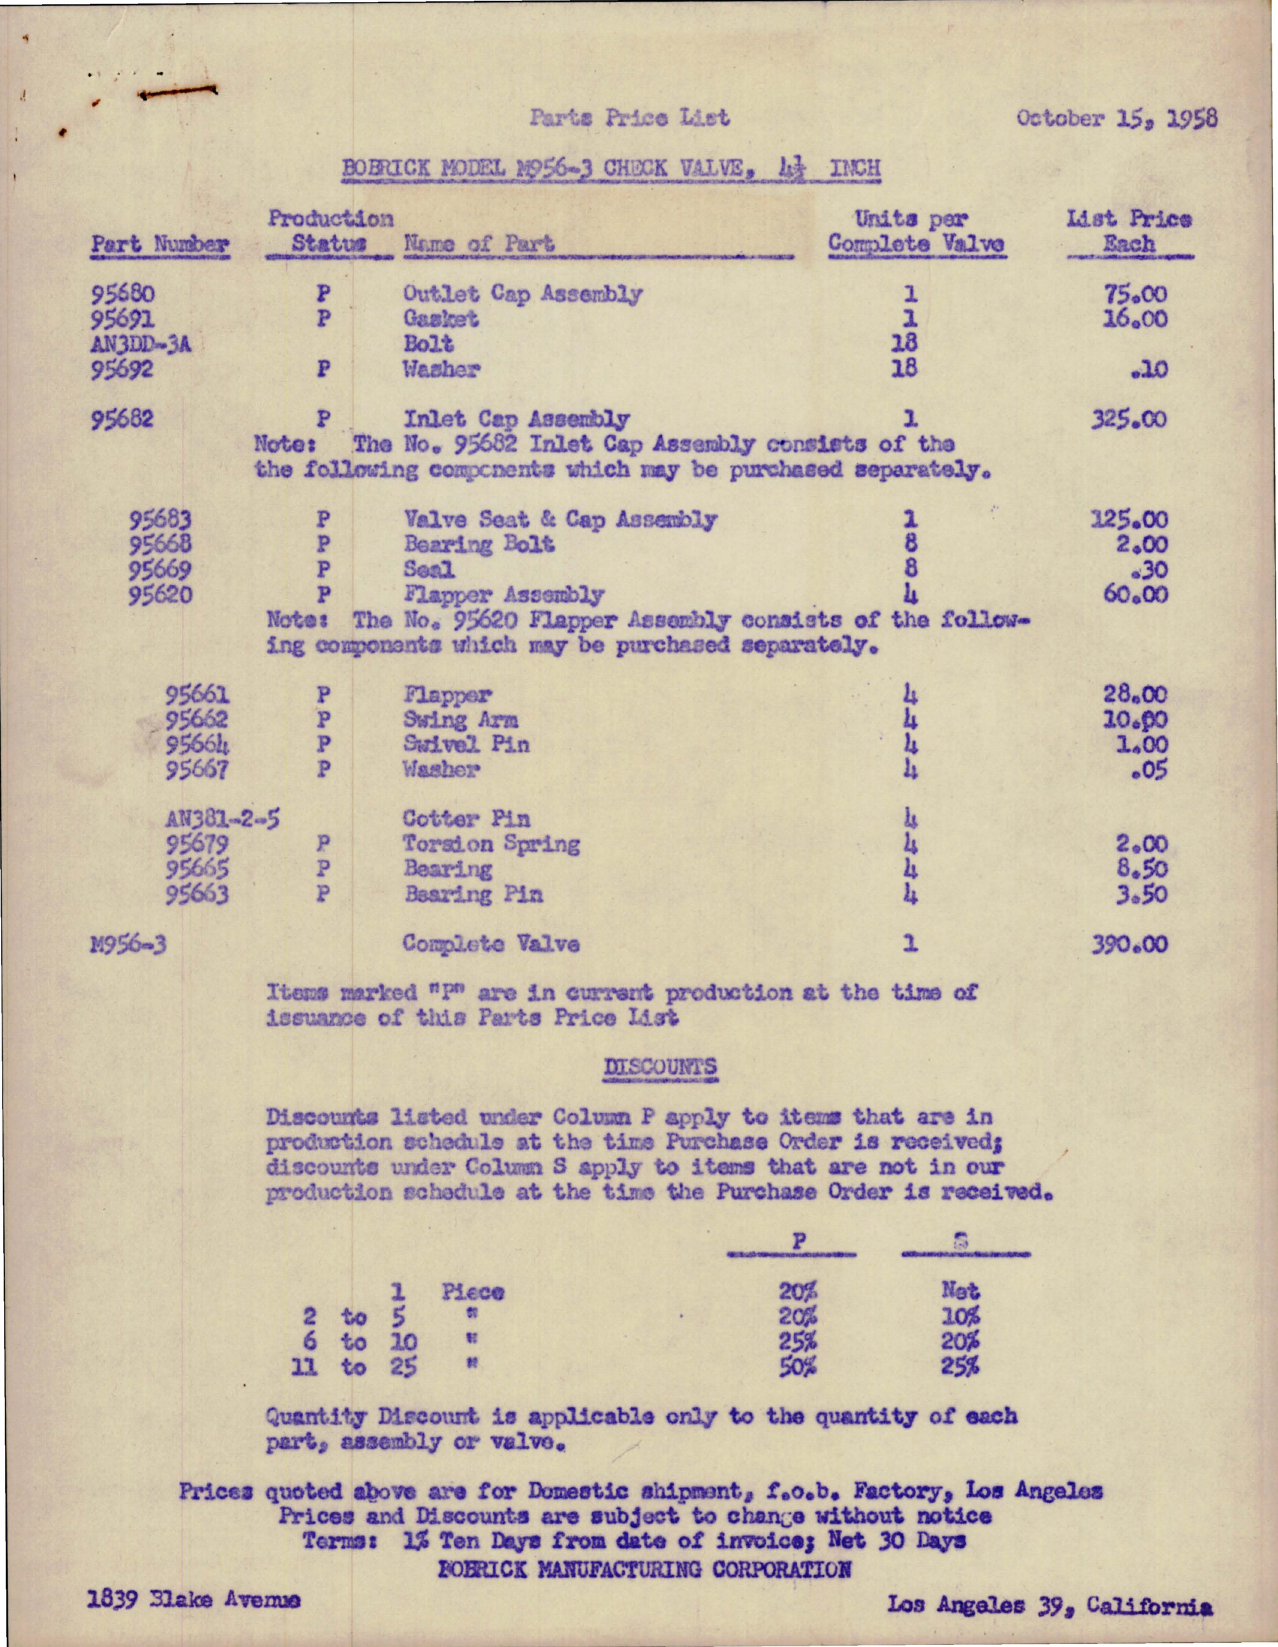 Parts Price List October 15, 1958
BOBRICK MODEL M956-3 CHECK VALVE, 4½ INCH
Production Units per List Price
Part Number Status Name of Part Complete Valve Each
95680 P Outlet Cap Assembly 1 75.00
95691 P Gasket 1 16.00
AN3DD-3A Bolt 18
95692 P Washer 18 .10
95682 P Inlet Cap Assembly 1 325.00
Note: The No. 95682 Inlet Cap Assembly consists of the
the following components which may be purchased separately.
95683 P Valve Seat & Cap Assembly 1 125.00
95668 P Bearing Bolt 8 2.00
95669 P Seal 8 .30
95620 P Flapper Assembly 4 60.00
Note: The No. 95620 Flapper Assembly consists of the follow-
ing components which may be purchased separately.
95661 P Flapper 4 28.00
95662 P Swing Arm 4 10.00
95664 P Swivel Pin 4 1.00
95667 P Washer 4 .05
AN381-2-5 Cotter Pin 4
95679 P Torsion Spring 4 2.00
95665 P Bearing 4 8.50
95663 P Bearing Pin 4 3.50
M956-3 Complete Valve 1 390.00
Items marked "P" are in current production at the time of
issuance of this Parts Price List
DISCOUNTS
Discounts listed under Column P apply to items that are in
production schedule at the time Purchase Order is received;
discounts under Column S apply to items that are not in our
production schedule at the time the Purchase Order is received.
P S
1 Piece 20% Net
2 to 5 " 20% 10%
6 to 10 " 25% 20%
11 to 25 " 50% 25%
Quantity Discount is applicable only to the quantity of each
part, assembly or valve.
Prices quoted above are for Domestic shipment, f.o.b. Factory, Los Angeles
Prices and Discounts are subject to change without notice
Terms: 1% Ten Days from date of invoice; Net 30 Days
BOBRICK MANUFACTURING CORPORATION
1839 Blake Avenue Los Angeles 39, California